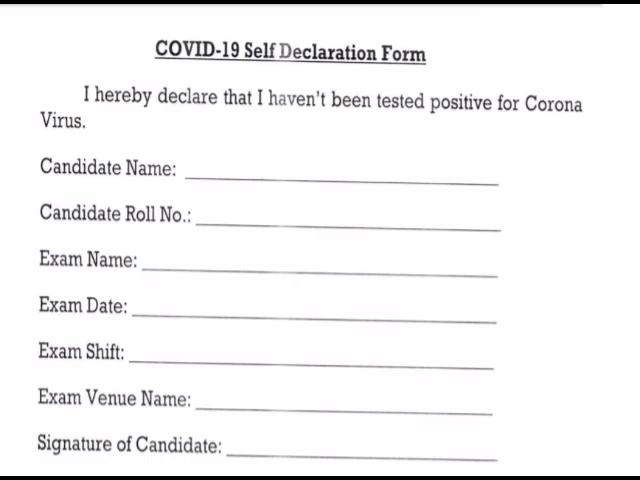 COVID-19 Self Declaration Form
I hereby declare that I haven't been tested positive for Corona
Virus.
Candidate Name:
Candidate Roll No.:
Exam Name:
Exam Date:
Exam Shift:
Exam Venue Name:
Signature of Candidate: